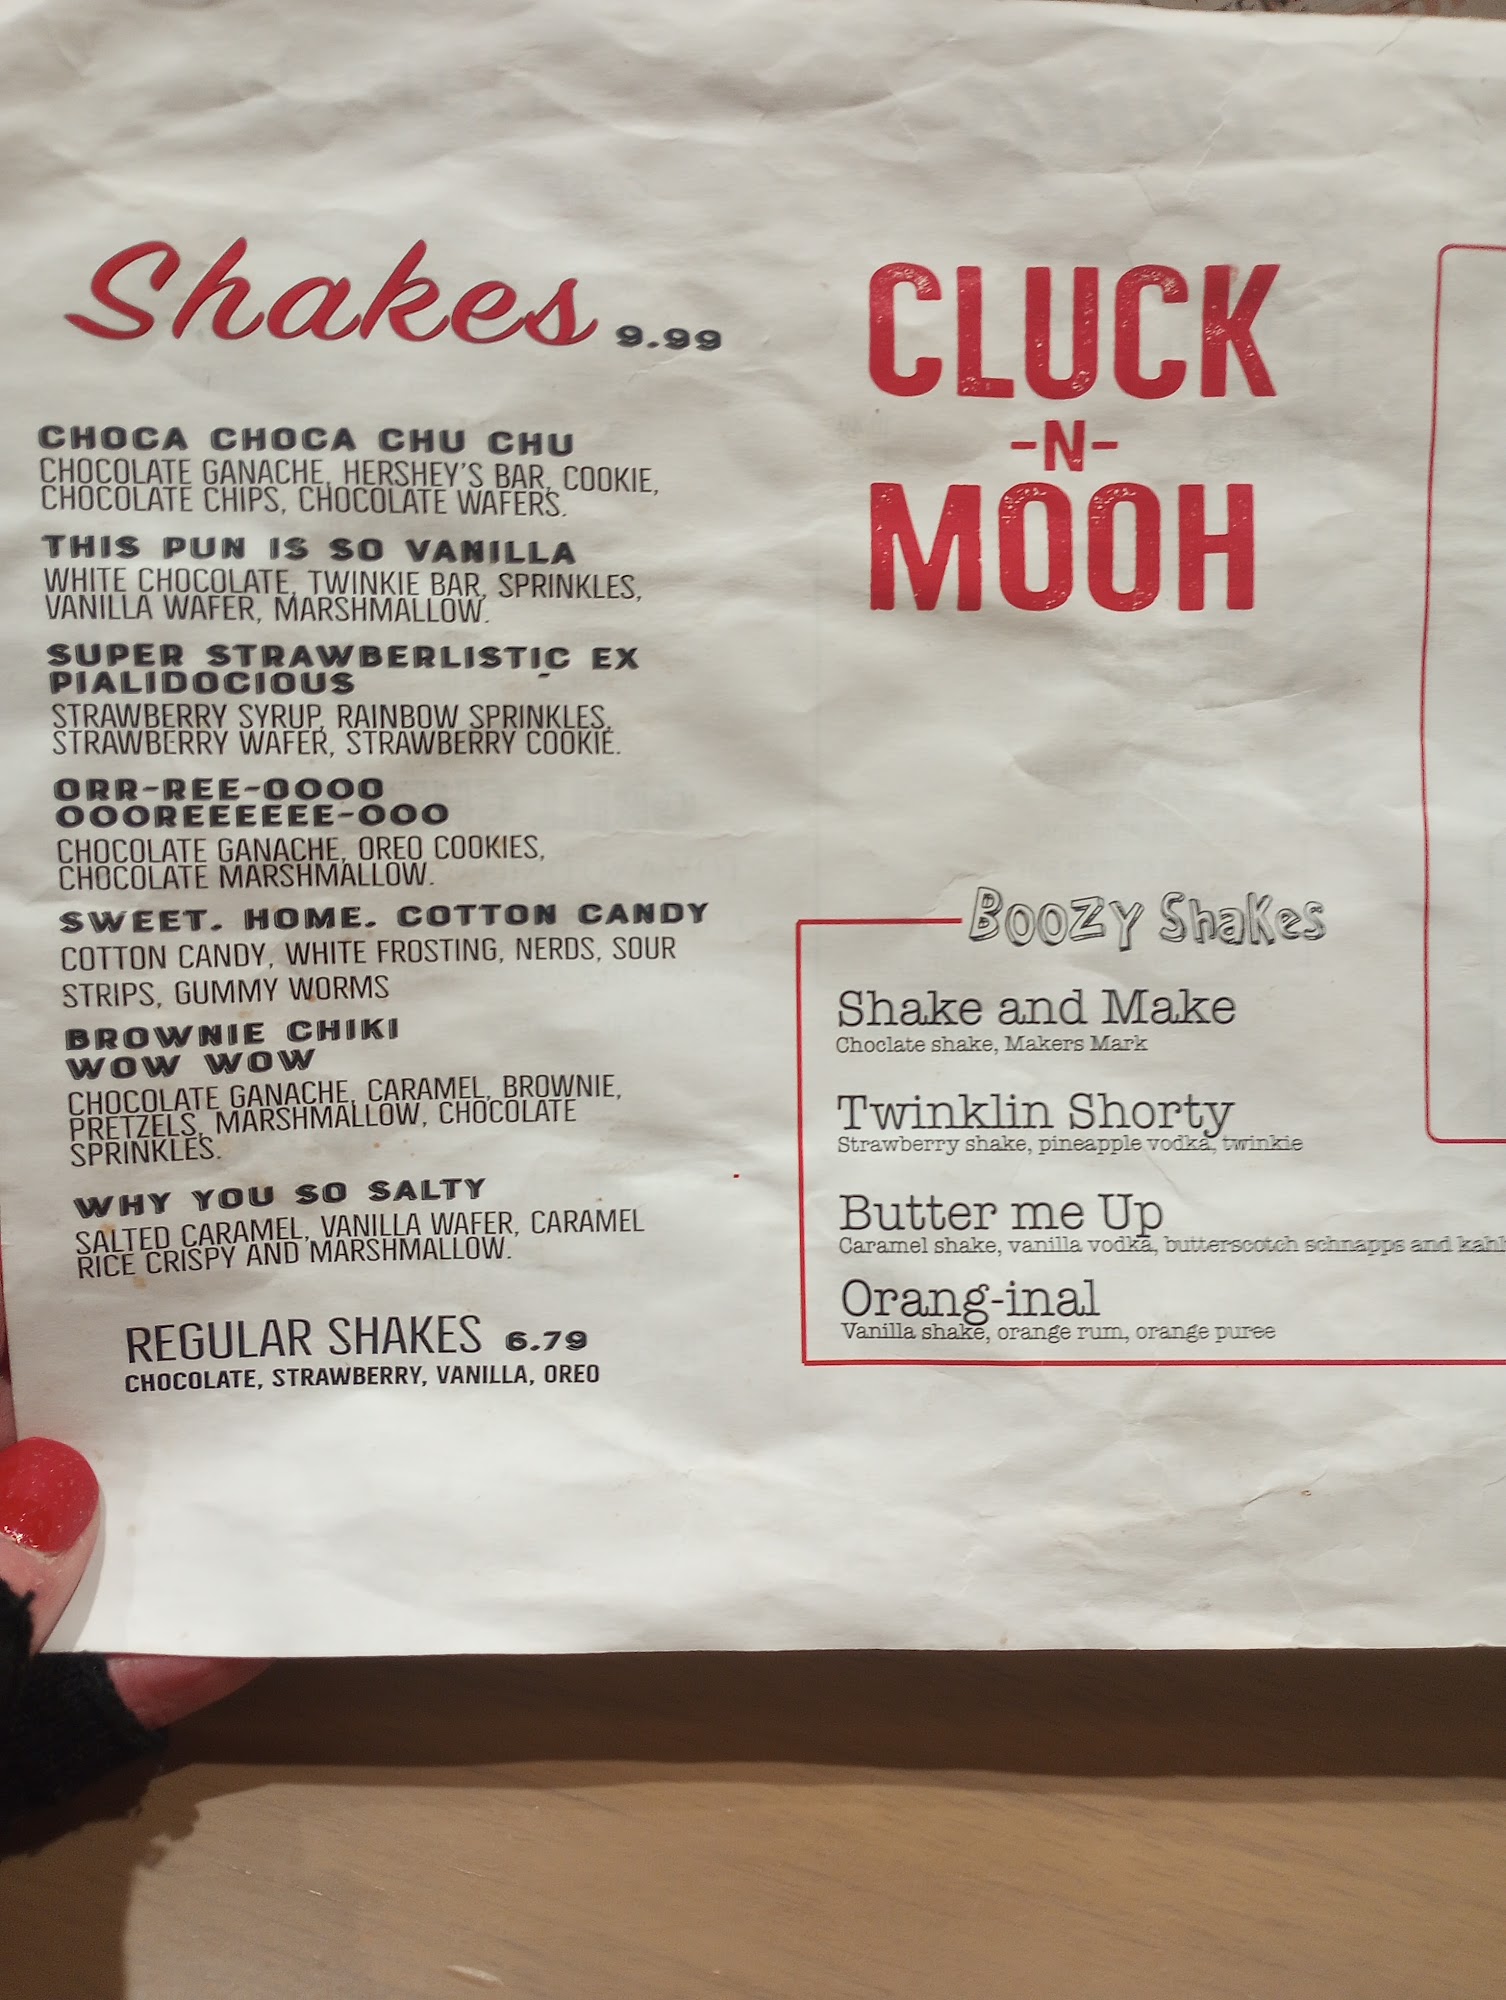 Shakes 9.99
CHOCA CHOCA CHU CHU
CHOCOLATE GANACHE, HERSHEY'S BAR, COOKIE,
CHOCOLATE CHIPS, CHOCOLATE WAFERS.
THIS PUN IS SO VANILLA
WHITE CHOCOLATE, TWINKIE BAR, SPRINKLES,
VANILLA WAFER, MARSHMALLOW.
SUPER STRAWBERLISTIC EX
PIALIDOCIOUS
STRAWBERRY SYRUP, RAINBOW SPRINKLES,
STRAWBERRY WAFER, STRAWBERRY COOKIE.
ORR-REE-OOOO
OOOREEEEEE-OOO
CHOCOLATE GANACHE, OREO COOKIES,
CHOCOLATE MARSHMALLOW.
SWEET. HOME. COTTON CANDY
COTTON CANDY, WHITE FROSTING, NERDS, SOUR
STRIPS, GUMMY WORMS
BROWNIE CHIKI
WOW WOW
CHOCOLATE GANACHE, CARAMEL, BROWNIE,
PRETZELS, MARSHMALLOW, CHOCOLATE
SPRINKLES.
WHY YOU SO SALTY
SALTED CARAMEL, VANILLA WAFER, CARAMEL
RICE CRISPY AND MARSHMALLOW.
REGULAR SHAKES 6.79
CHOCOLATE, STRAWBERRY, VANILLA, OREO
CLUCK
-N-
MOOH
Boozy Shakes
Shake and Make
Choclate shake, Makers Mark
Twinklin Shorty
Strawberry shake, pineapple vodka, twinkie
Butter me Up
Caramel shake, vanilla vodka, butterscotch schnapps and
Orang-inal
Vanilla shake, orange rum, orange puree